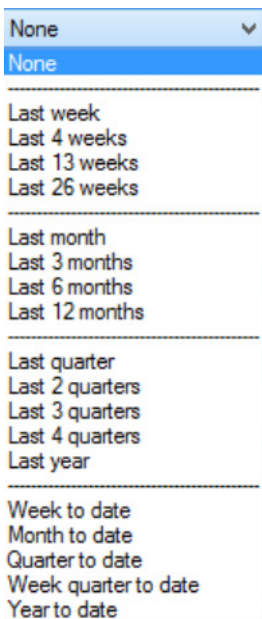 None
None
Last week
Last 4 weeks
Last 13 weeks
Last 26 weeks
Last month
Last 3 months
Last 6 months
Last 12 months
Last quarter
Last 2 quarters
Last 3 quarters
Last 4 quarters
Last year
Week to date
Month to date
Quarter to date
Week quarter to date
Year to date